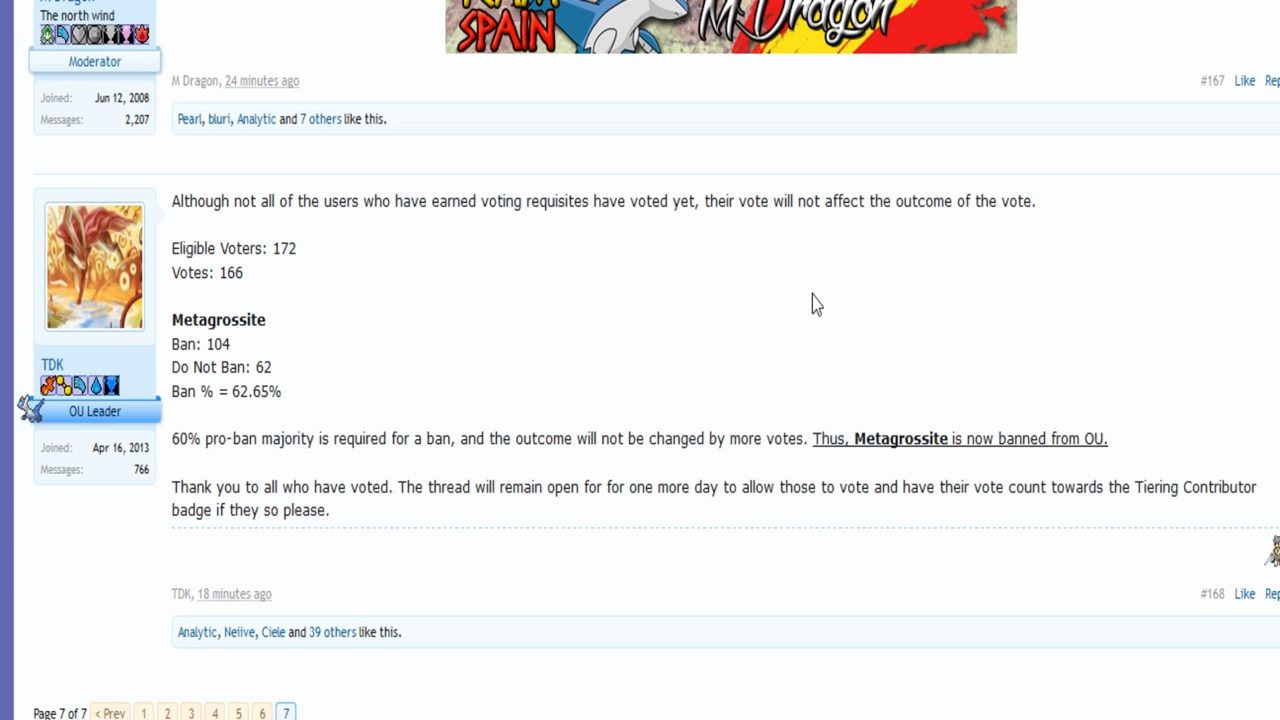 The north wind
Moderator
Joined: Jun 12, 2008
Messages: 2,207
SPAIN
M Dragon
M Dragon, 24 minutes ago
#167 Like
Pearl, bluri, Analytic and 7 others like this.
Although not all of the users who have earned voting requisites have voted yet, their vote will not affect the outcome of the vote.
Eligible Voters: 172
Votes: 166
Metagrossite
Ban: 104
Do Not Ban: 62
Ban % = 62.65%
60% pro-ban majority is required for a ban, and the outcome will not be changed by more votes. Thus, Metagrossite is now banned from OU.
Thank you to all who have voted. The thread will remain open for for one more day to allow those to vote and have their vote count towards the Tiering Contributor
badge if they so please.
TDK
OU Leader
Joined: Apr 16, 2013
Messages: 766
TDK, 18 minutes ago
#168 Like
Analytic, Neiive, Ciele and 39 others like this.
Page 7 of 7 < Prev 1 2 3 4 5 6 7